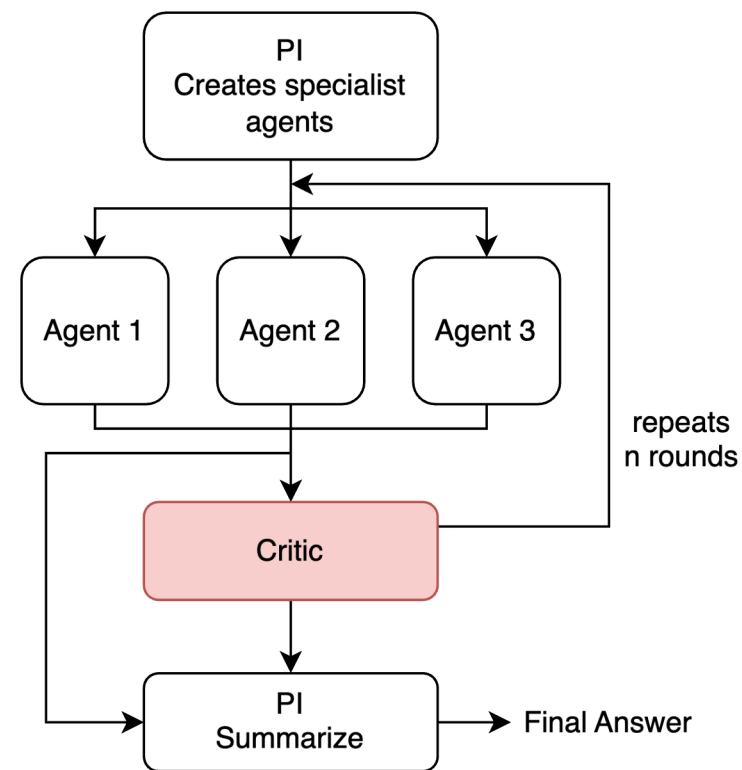 PI
Creates specialist
agents
Agent 1
Agent 2
Agent 3
repeats
n rounds
Critic
PI
Summarize
Final Answer